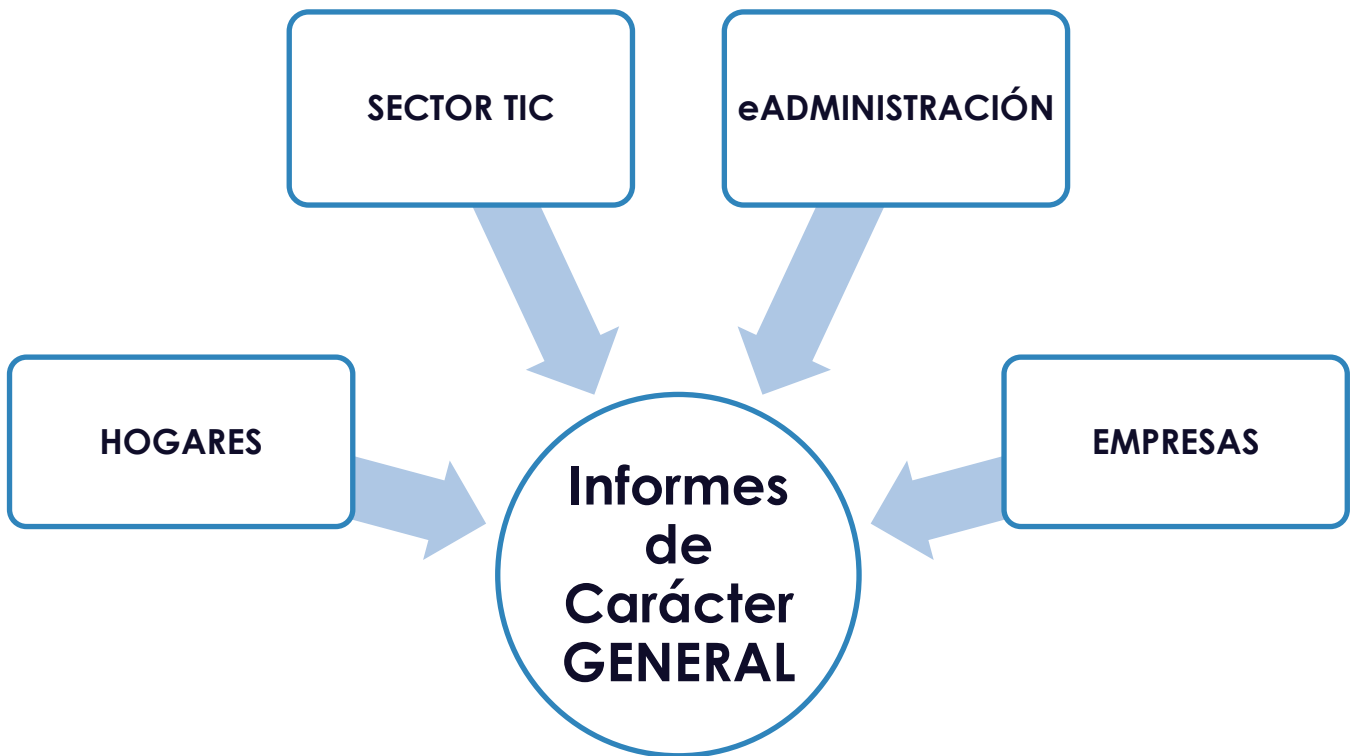 SECTOR TIC
eADMINISTRACIÓN
HOGARES
EMPRESAS
Informes
de
Carácter
GENERAL